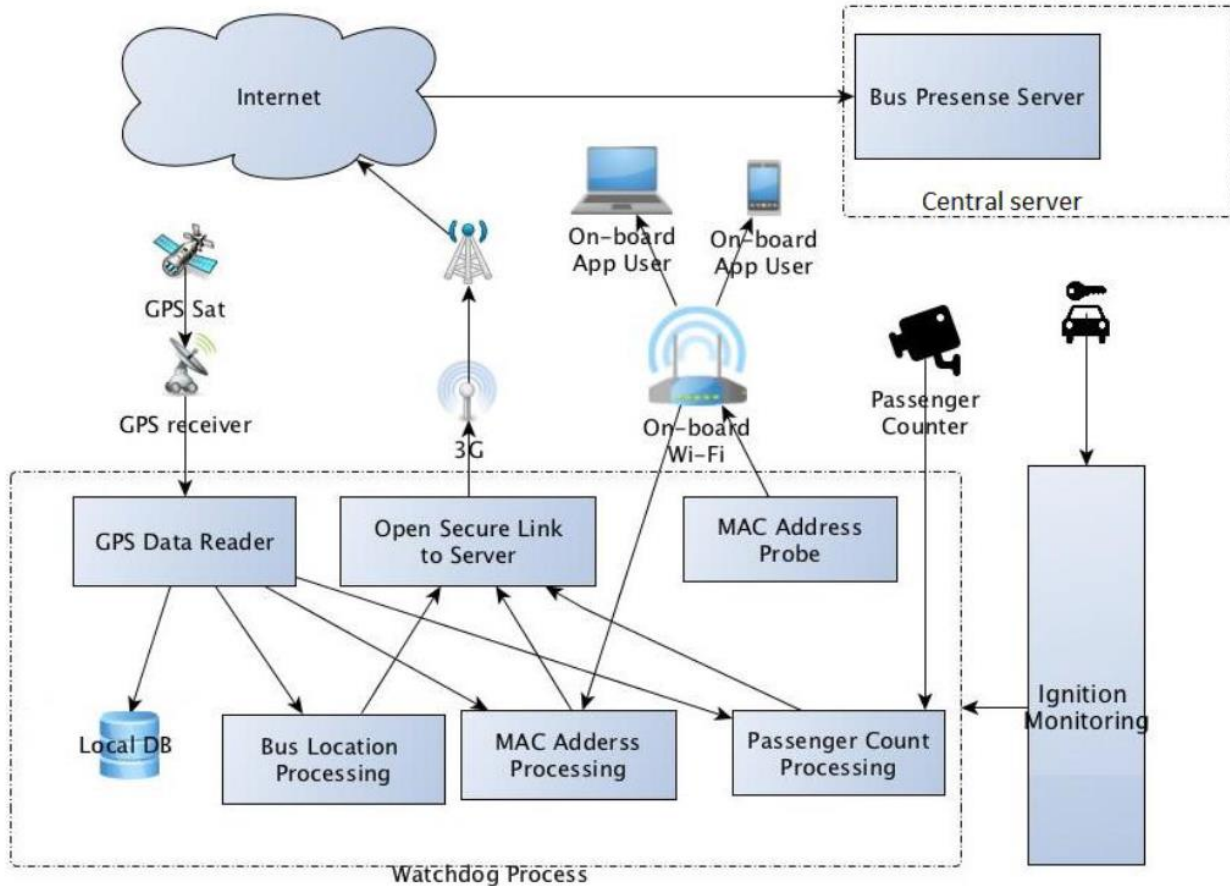 Internet
Bus Presense Server
Central server
On-board
App User
On-board
App User
GPS Sat
GPS receiver
3G
On-board
Wi-Fi
Passenger
Counter
GPS Data Reader
Open Secure Link
to Server
MAC Address
Probe
Ignition
Monitoring
Local DB
Bus Location
Processing
MAC Adderss
Processing
Passenger Count
Processing
Watchdog Process